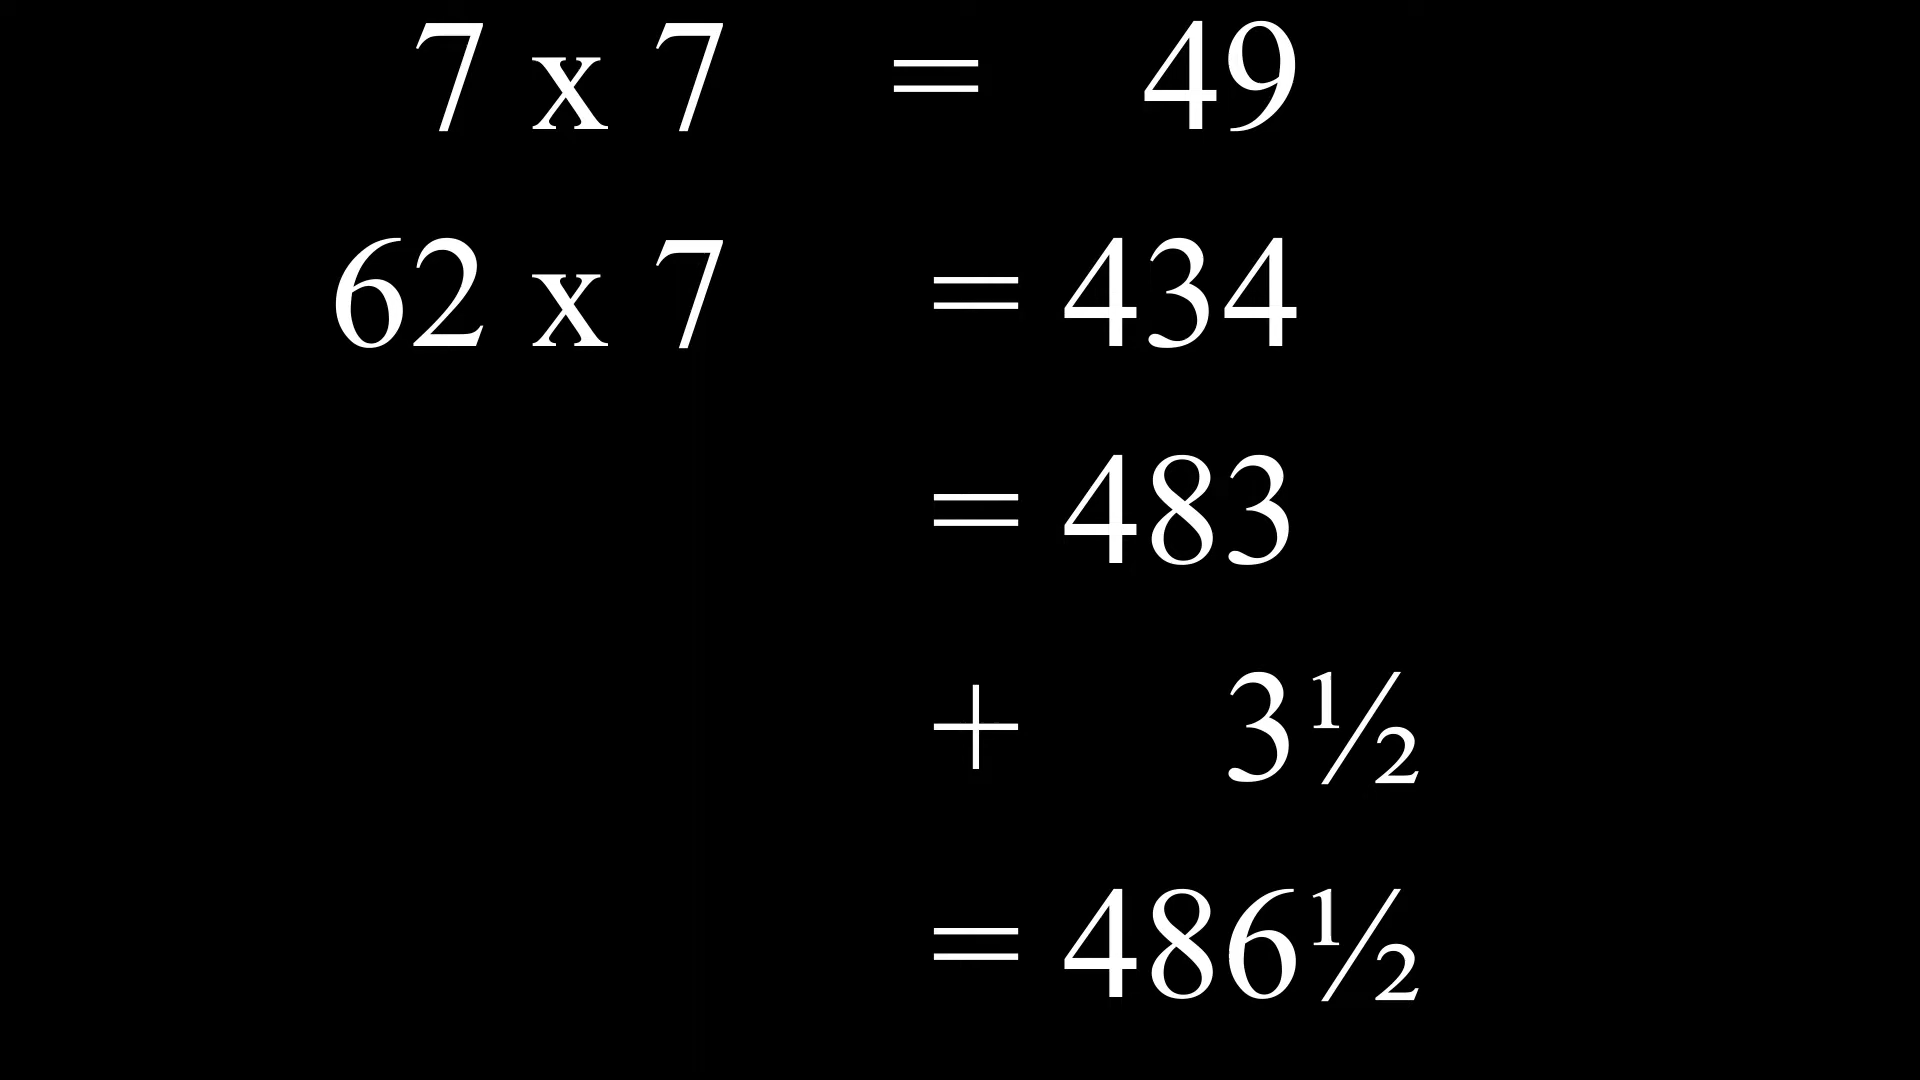 7 x 7 = 49
62 x 7 = 434
= 483
+ 3½
= 486½